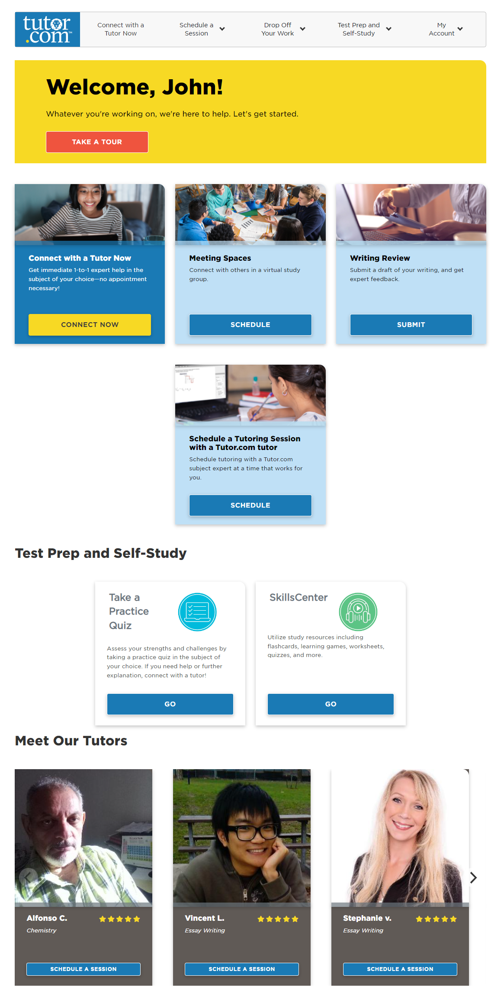 tutor
.com™
Connect with a
Tutor Now
Schedule a
Session
Drop Off
Your Work
Test Prep and
Self-Study
My
Account
Welcome, John!
Whatever you're working on, we're here to help. Let's get started.
TAKE A TOUR
Connect with a Tutor Now
Get immediate 1-to-1 expert help in the
subject of your choice—no appointment
necessary!
CONNECT NOW
Meeting Spaces
Connect with others in a virtual study
group.
SCHEDULE
Writing Review
Submit a draft of your writing, and get
expert feedback.
SUBMIT
Schedule a Tutoring Session
with a Tutor.com tutor
Schedule tutoring with a Tutor.com
subject expert at a time that works for
you.
SCHEDULE
Test Prep and Self-Study
Take a
Practice
Quiz
Assess your strengths and challenges by
taking a practice quiz in the subject of
your choice. If you need help or further
explanation, connect with a tutor!
GO
SkillsCenter
Utilize study resources including
flashcards, learning games, worksheets,
quizzes, and more.
GO
Meet Our Tutors
Alfonso C.
Chemistry
SCHEDULE A SESSION
Vincent L.
Essay Writing
SCHEDULE A SESSION
Stephanie v.
Essay Writing
SCHEDULE A SESSION